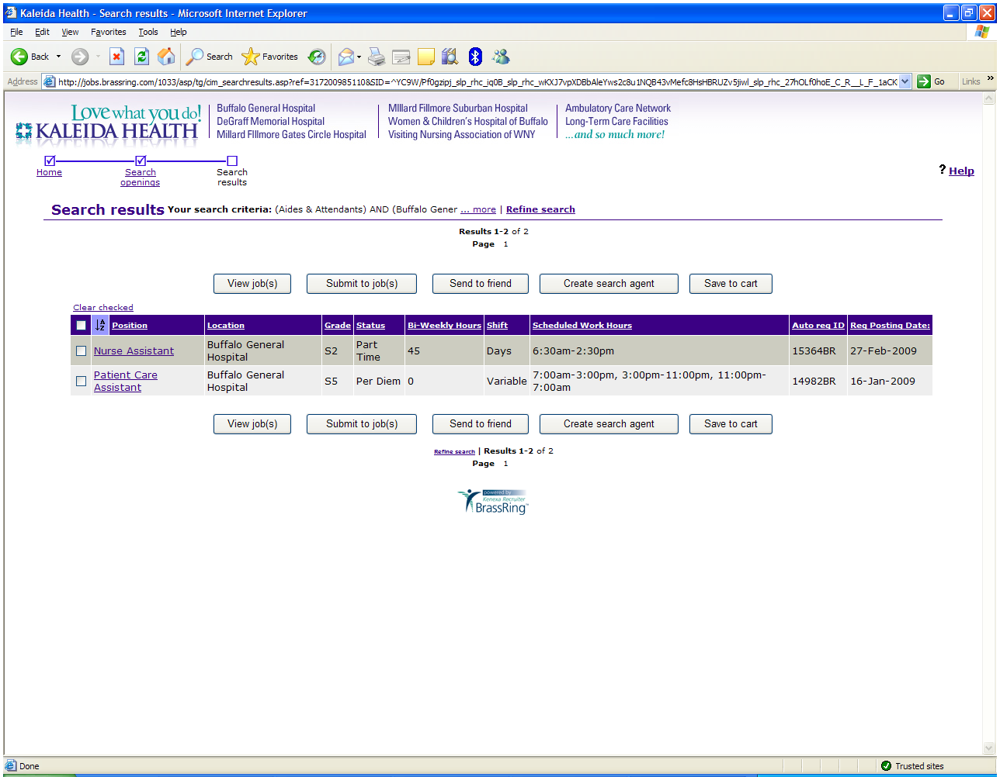 Kaleida Health - Search results - Microsoft Internet Explorer
File Edit View Favorites Tools Help
Back Search Favorites
Address http://jobs.brassring.com/1033/asp/tg/cim_searchresults.asp?ref=317200985110&SID=^YC9W/Pf0gzipj_slp_rhc_iq0B_slp_rhc_wKXJ7vpXDBbAleYws2c8u1NQB43vMefc8HsHBRUZv5jiwl_slp_rhc_27hOLf0hoE_C_R__L_F_1aCK Go Links »
Love what you do!
KALEIDA HEALTH
Buffalo General Hospital
DeGraff Memorial Hospital
Millard FIllmore Gates Circle Hospital
MIllard Fillmore Suburban Hospital
Women & Children's Hospital of Buffalo
Visiting Nursing Association of WNY
Ambulatory Care Network
Long-Term Care Facilities
...and so much more!
Home
Search openings
Search results
? Help
Search results Your search criteria: (Aides & Attendants) AND (Buffalo Gener ... more | Refine search
Results 1-2 of 2
Page 1
View job(s) Submit to job(s) Send to friend Create search agent Save to cart
Clear checked
A Z Position Location Grade Status Bi-Weekly Hours Shift Scheduled Work Hours Auto req ID Req Posting Date:
Nurse Assistant Buffalo General Hospital S2 Part Time 45 Days 6:30am-2:30pm 15364BR 27-Feb-2009
Patient Care Assistant Buffalo General Hospital S5 Per Diem 0 Variable 7:00am-3:00pm, 3:00pm-11:00pm, 11:00pm-7:00am 14982BR 16-Jan-2009
View job(s) Submit to job(s) Send to friend Create search agent Save to cart
Refine search | Results 1-2 of 2
Page 1
powered by
Kenexa Recruiter
BrassRing™
Done Trusted sites